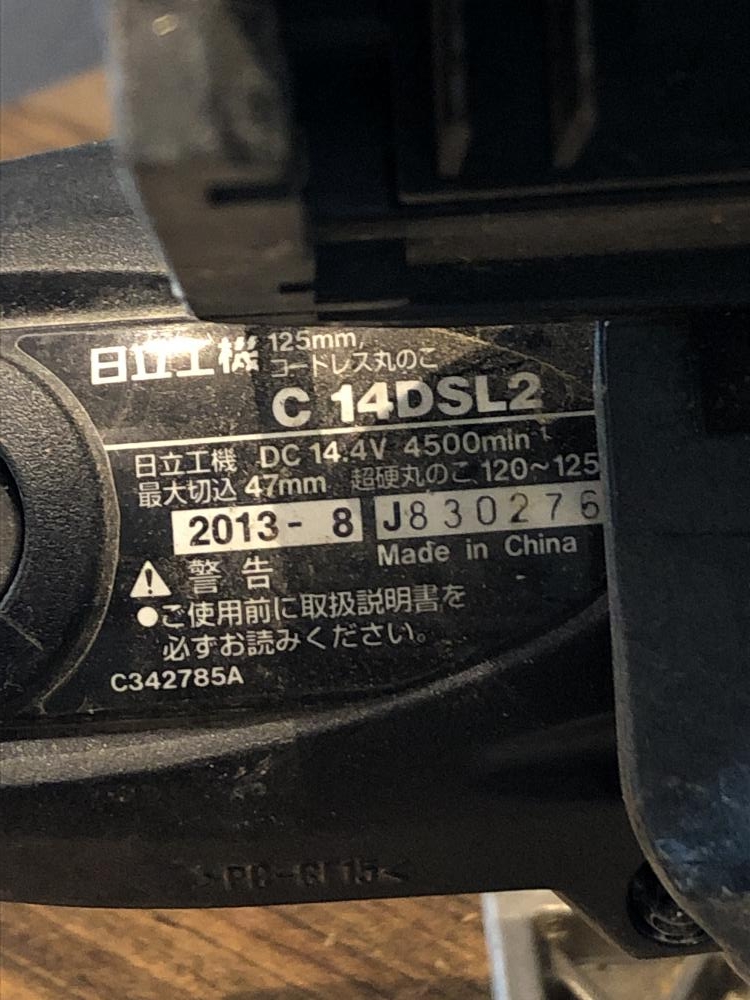 日立工機 125mm
コードレス丸のこ
C 14DSL2
日立工機 DC 14.4V 4500min⁻¹
最大切込 47mm 超硬丸のこ 120~125
2013- 8 J830276
Made in China
⚠ 警告
●ご使用前に取扱説明書を
必ずお読みください。
C342785A